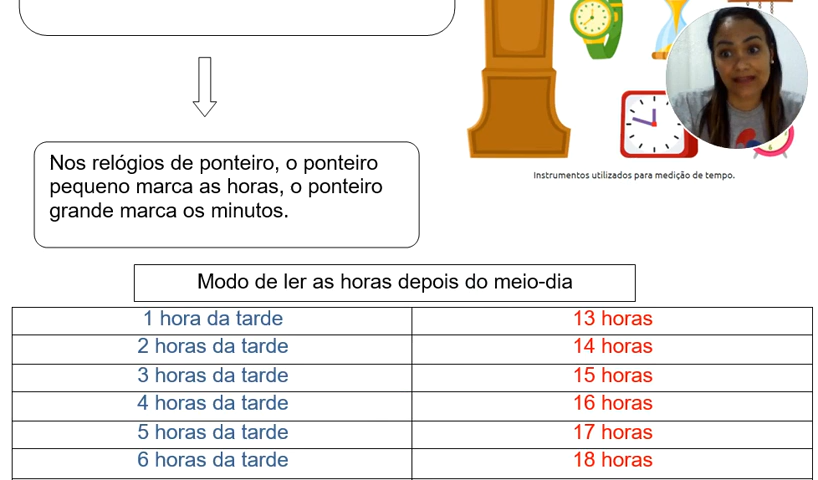 Instrumentos utilizados para medição de tempo.
Nos relógios de ponteiro, o ponteiro
pequeno marca as horas, o ponteiro
grande marca os minutos.
Modo de ler as horas depois do meio-dia
1 hora da tarde 13 horas
2 horas da tarde 14 horas
3 horas da tarde 15 horas
4 horas da tarde 16 horas
5 horas da tarde 17 horas
6 horas da tarde 18 horas